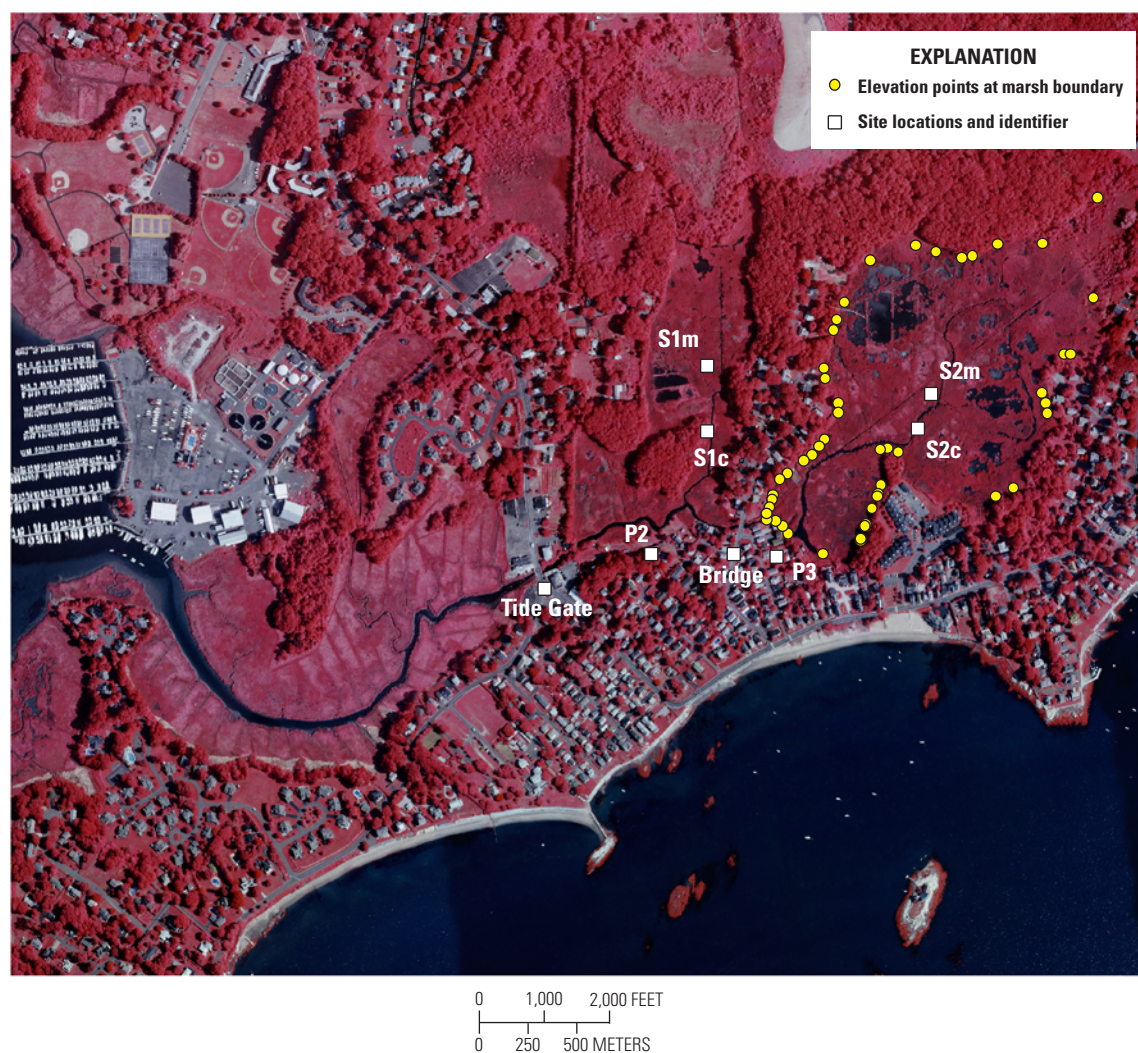 EXPLANATION
Elevation points at marsh boundary
Site locations and identifier
S1m
S2m
S1c
S2c
P2
Bridge
P3
Tide Gate
0 1,000 2,000 FEET
0 250 500 METERS